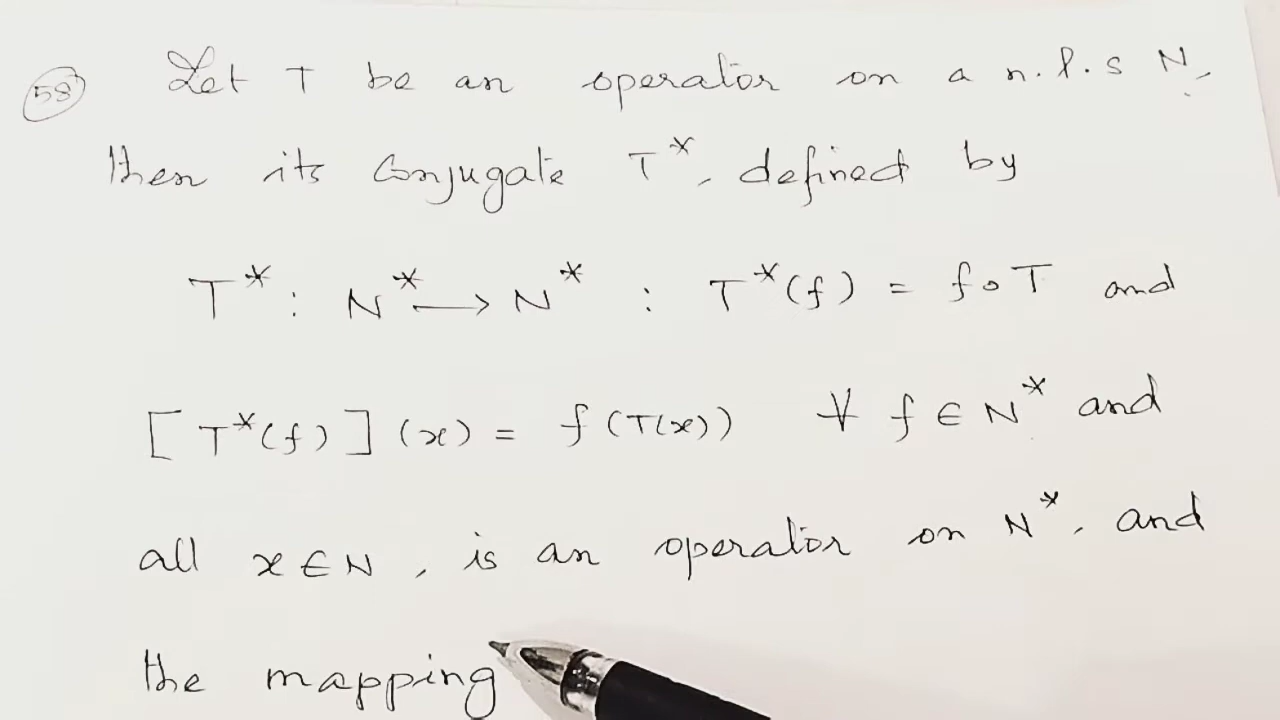 58 Let T be an operator on a n.l.s N,
then its Conjugate T*, defined by
T* : N* ⟶ N* : T*(f) = f∘T and
[T*(f)](x) = f(T(x)) ∀ f ∈ N* and
all x ∈ N, is an operator on N*, and
the mapping